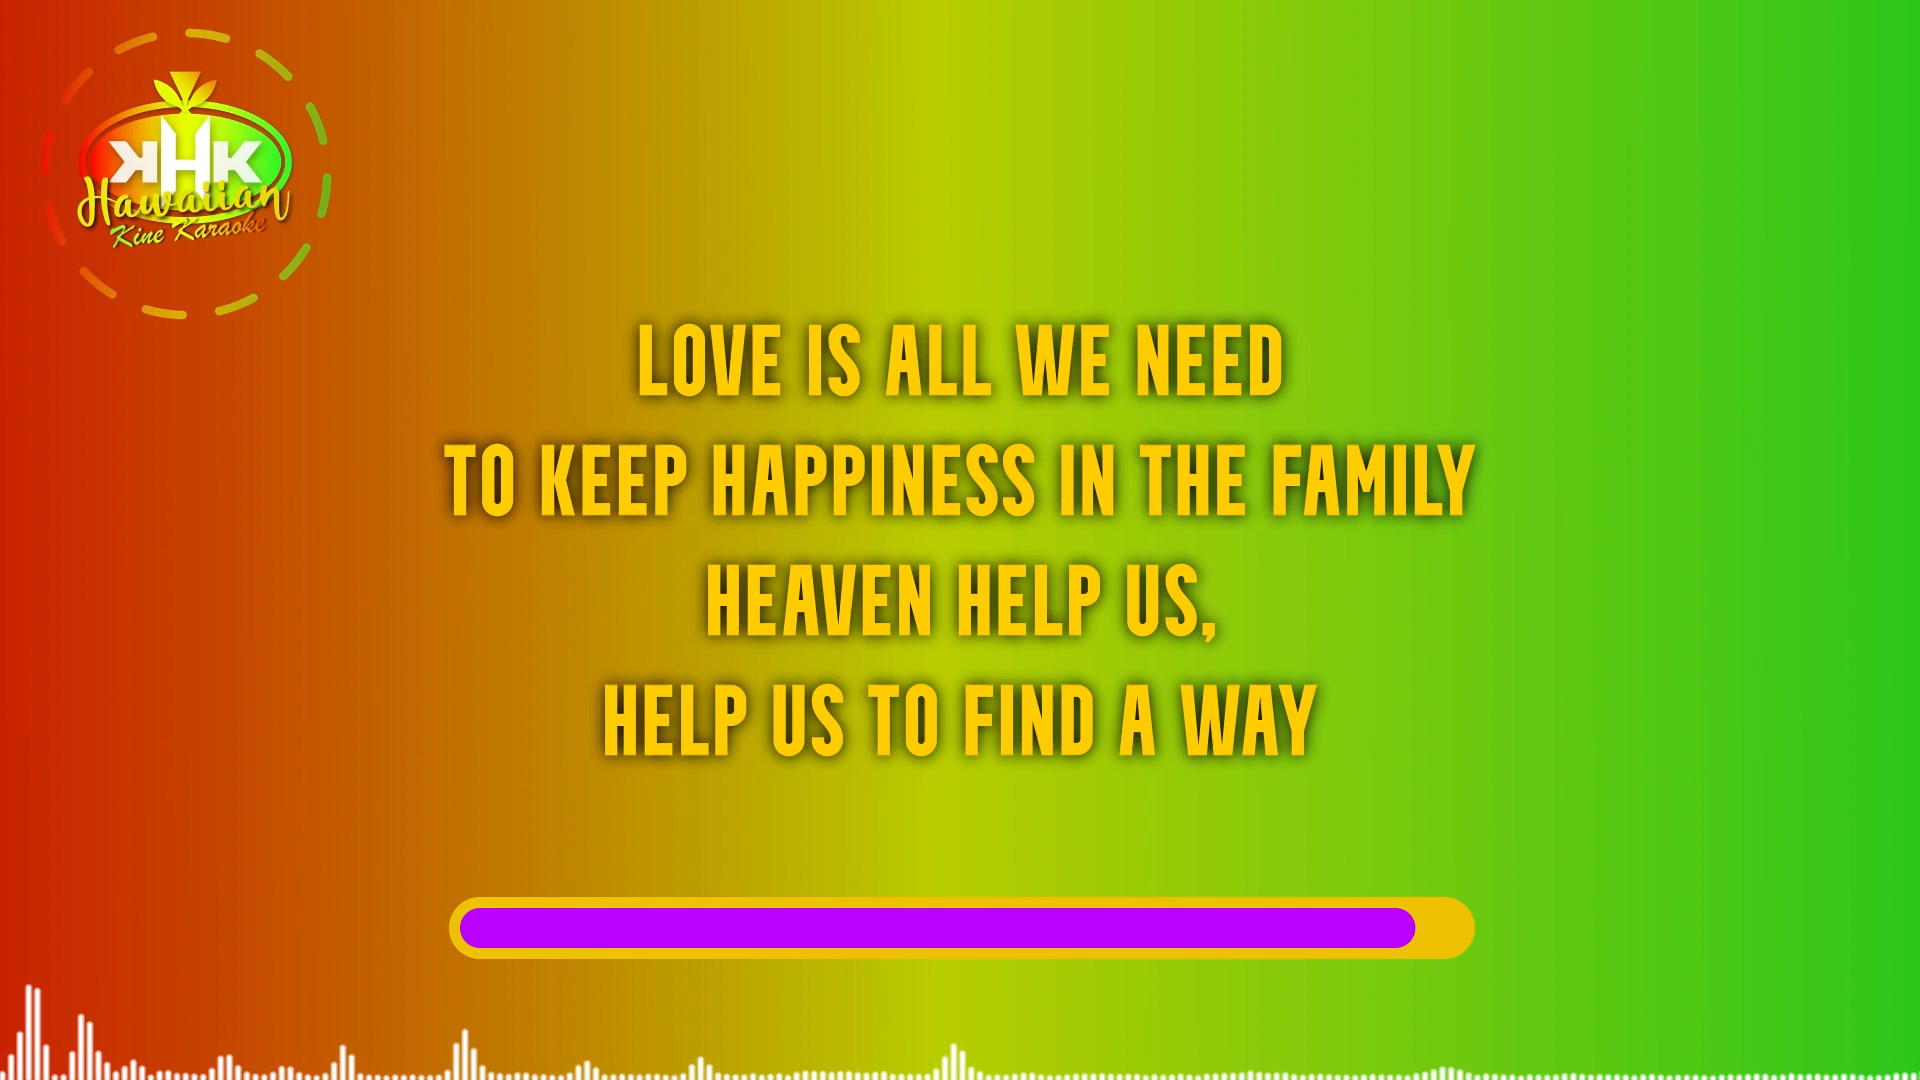 KHK
Hawaiian
Kine Karaoke
LOVE IS ALL WE NEED
TO KEEP HAPPINESS IN THE FAMILY
HEAVEN HELP US,
HELP US TO FIND A WAY